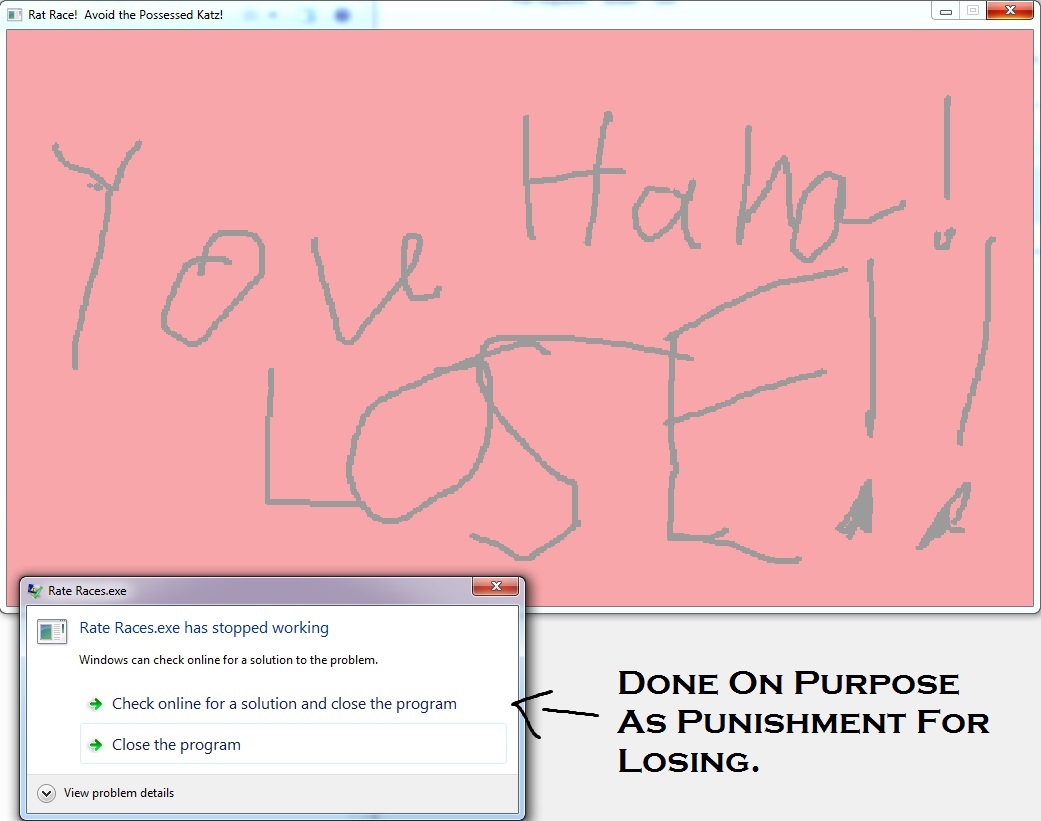 Rat Race! Avoid the Possessed Katz!
Yove Haha!
LOSE!!
Rate Races.exe
Rate Races.exe has stopped working
Windows can check online for a solution to the problem.
Check online for a solution and close the program
Close the program
View problem details
Done On Purpose
As Punishment For
Losing.